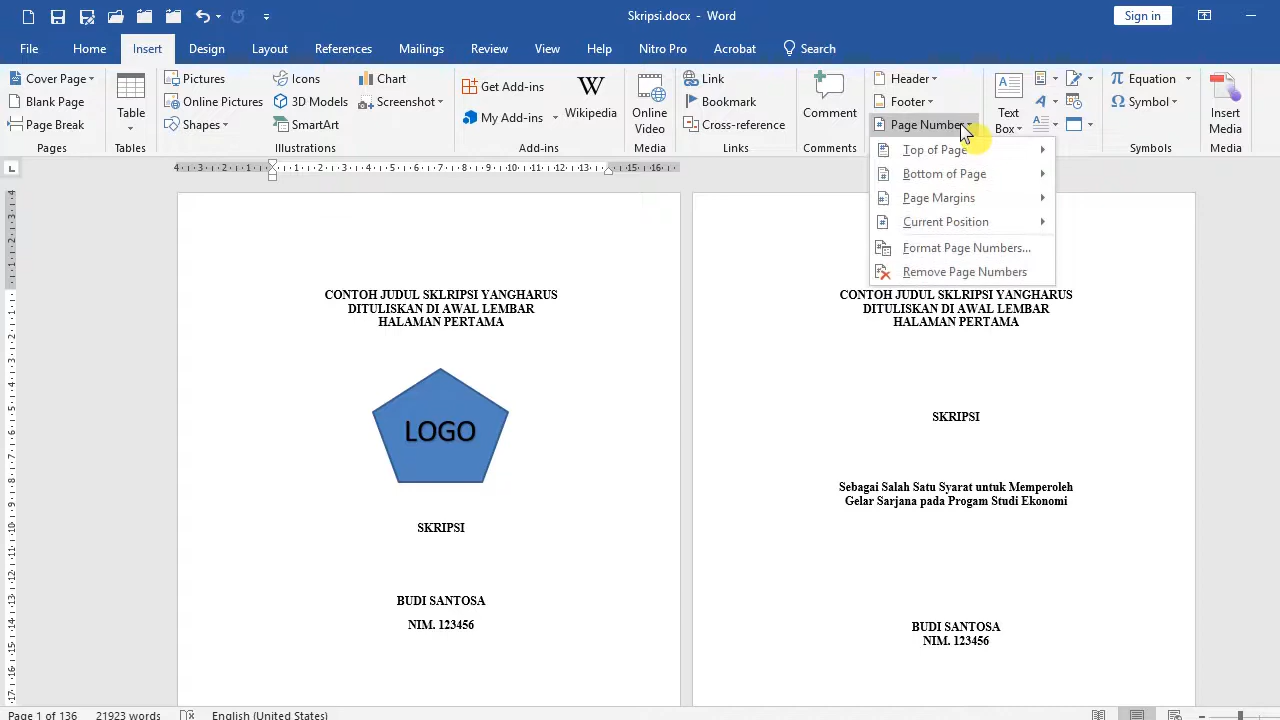 Skripsi.docx - Word
Sign in
File Home Insert Design Layout References Mailings Review View Help Nitro Pro Acrobat Search
Cover Page
Blank Page
Page Break
Pages
Table
Tables
Pictures
Online Pictures
Shapes
Icons
3D Models
SmartArt
Chart
Screenshot
Illustrations
Get Add-ins
My Add-ins
Wikipedia
Add-ins
Online
Video
Media
Link
Bookmark
Cross-reference
Links
Comment
Comments
Header
Footer
Page Number
Text
Box
Equation
Symbol
Symbols
Insert
Media
Media
Top of Page
Bottom of Page
Page Margins
Current Position
Format Page Numbers...
Remove Page Numbers
CONTOH JUDUL SKLRIPSI YANGHARUS
DITULISKAN DI AWAL LEMBAR
HALAMAN PERTAMA
LOGO
SKRIPSI
BUDI SANTOSA
NIM. 123456
CONTOH JUDUL SKLRIPSI YANGHARUS
DITULISKAN DI AWAL LEMBAR
HALAMAN PERTAMA
SKRIPSI
Sebagai Salah Satu Syarat untuk Memperoleh
Gelar Sarjana pada Progam Studi Ekonomi
BUDI SANTOSA
NIM. 123456
Page 1 of 136 21923 words English (United States)